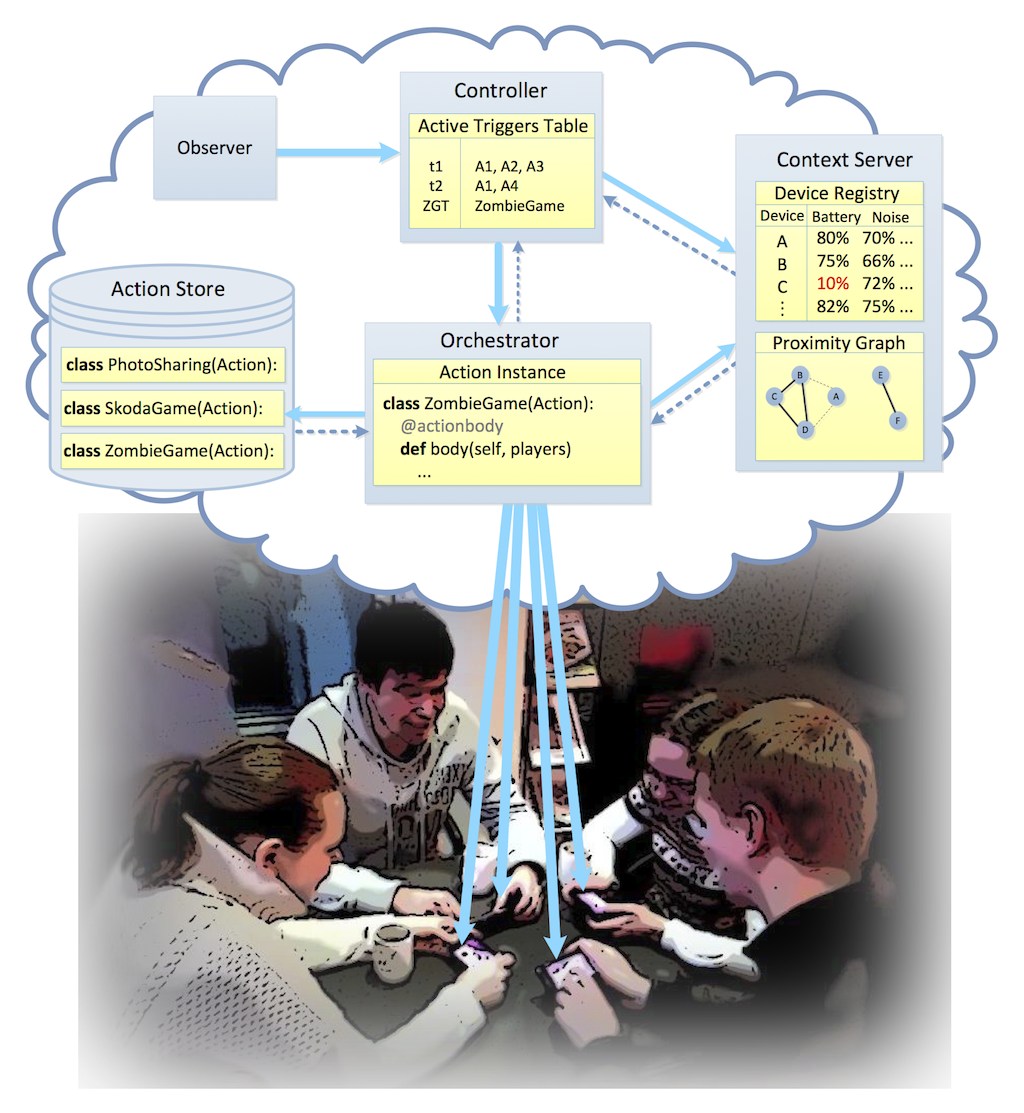 Observer
Controller
Active Triggers Table
t1 A1, A2, A3
t2 A1, A4
ZGT ZombieGame
Context Server
Device Registry
Device Battery Noise
A 80% 70% ...
B 75% 66% ...
C 10% 72% ...
⋮ 82% 75% ...
Proximity Graph
B
C
A
D
E
F
Action Store
class PhotoSharing(Action):
class SkodaGame(Action):
class ZombieGame(Action):
Orchestrator
Action Instance
class ZombieGame(Action):
@actionbody
def body(self, players)
...